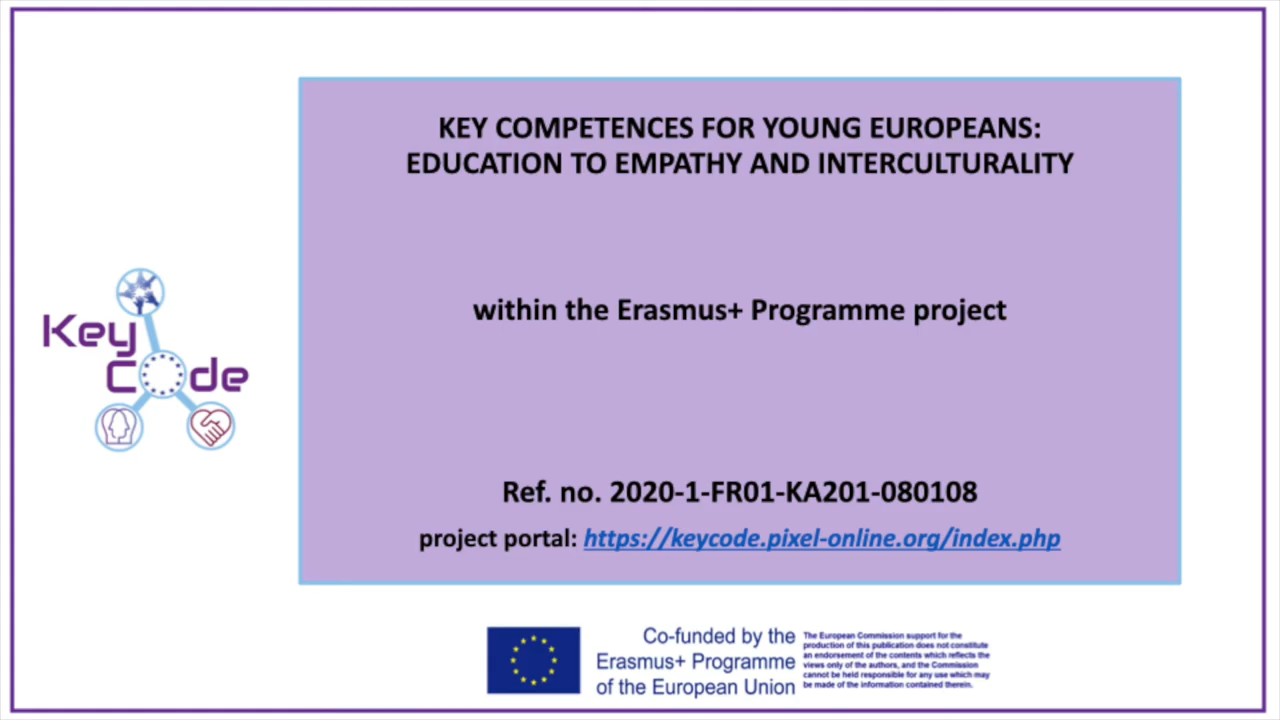 KEY COMPETENCES FOR YOUNG EUROPEANS:
EDUCATION TO EMPATHY AND INTERCULTURALITY
within the Erasmus+ Programme project
Key
Code
Ref. no. 2020-1-FR01-KA201-080108
project portal: https://keycode.pixel-online.org/index.php
Co-funded by the
Erasmus+ Programme
of the European Union
The European Commission support for the
production of this publication does not constitute
an endorsement of the contents which reflects the
views only of the authors, and the Commission
cannot be held responsible for any use which may
be made of the information contained therein.